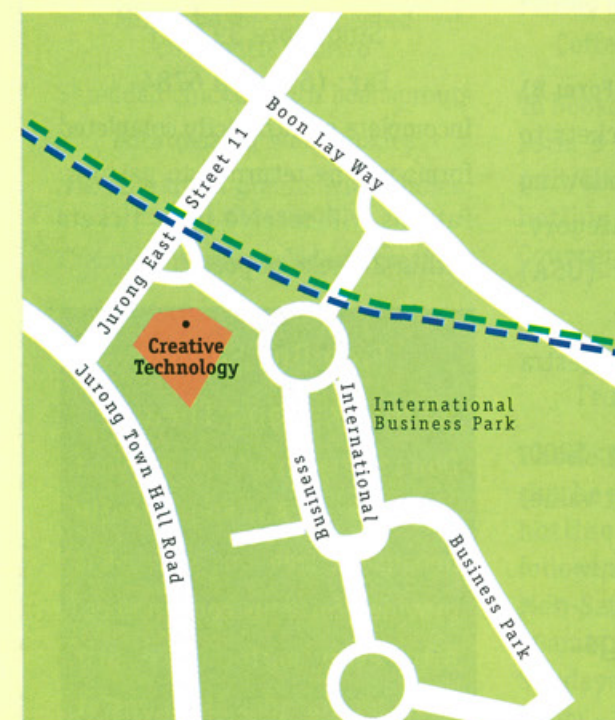 Boon Lay Way
Jurong East Street 11
Creative
Technology
International
Business Park
Jurong Town Hall Road
International
Business
Business Park